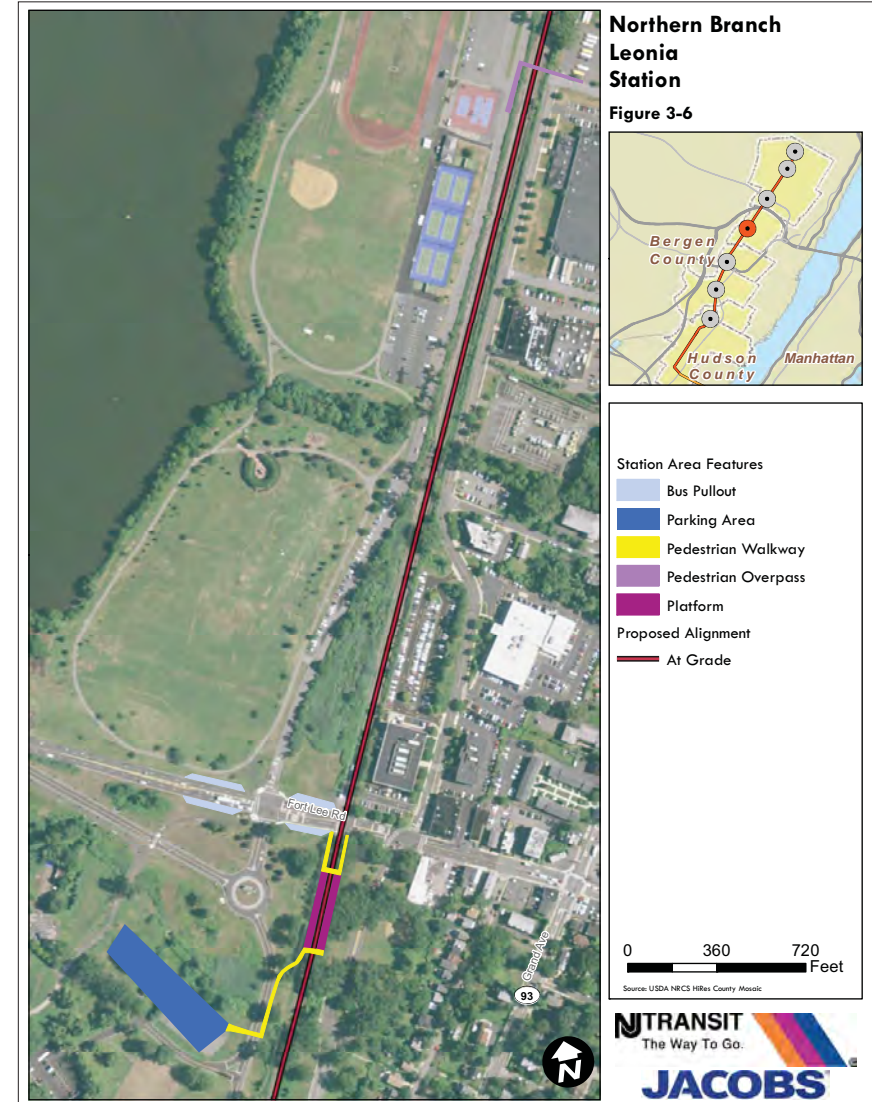 Northern Branch
Leonia
Station
Figure 3-6
Bergen
County
Hudson
County
Manhattan
Station Area Features
Bus Pullout
Parking Area
Pedestrian Walkway
Pedestrian Overpass
Platform
Proposed Alignment
At Grade
Fort Lee Rd
Grand Ave
93
N
0 360 720
Feet
Source: USDA NRCS HiRes County Mosaic
NJ TRANSIT
The Way To Go.
JACOBS